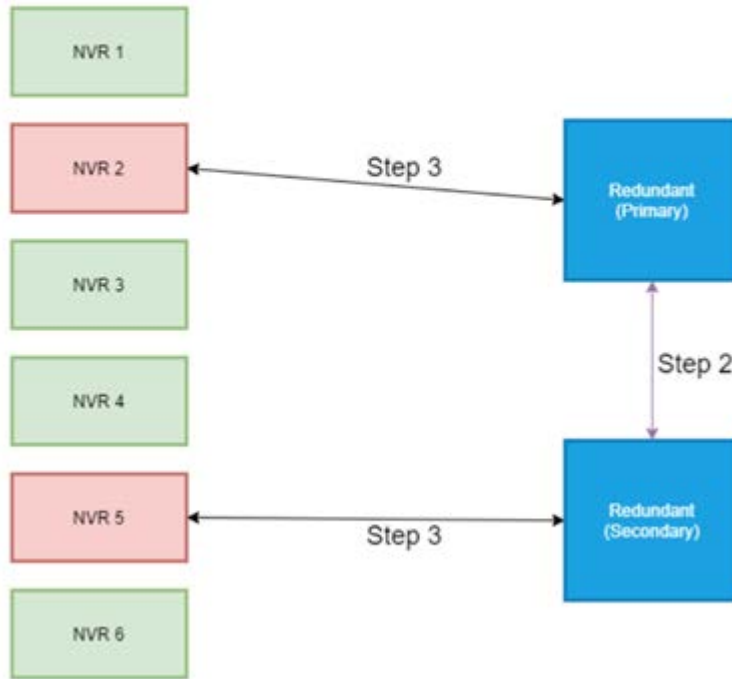 NVR 1
NVR 2
Step 3
Redundant
(Primary)
NVR 3
Step 2
NVR 4
NVR 5
Step 3
Redundant
(Secondary)
NVR 6